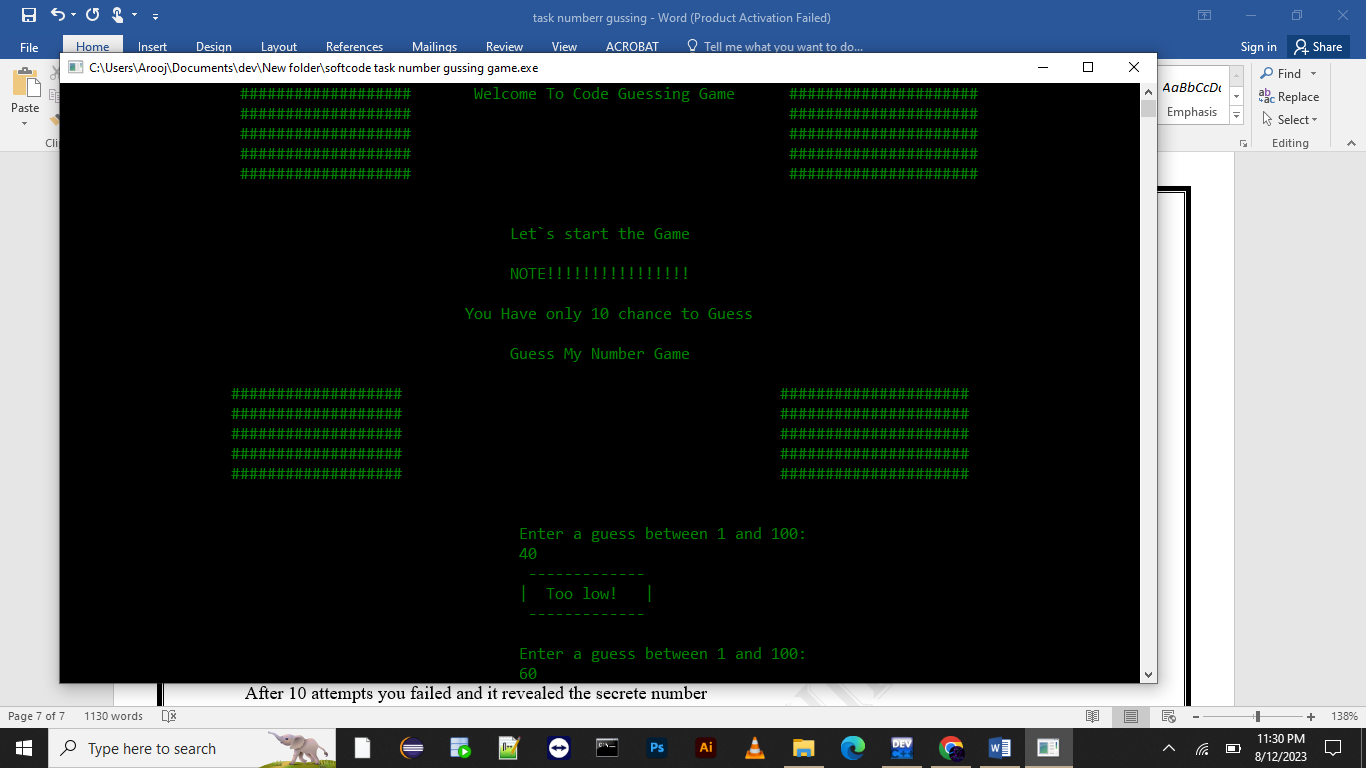 task numberr gussing - Word (Product Activation Failed)
File Home Insert Design Layout References Mailings Review View ACROBAT Tell me what you want to do... Sign in Share
C:\Users\Arooj\Documents\dev\New folder\softcode task number gussing game.exe
Paste
AaBbCcDc
Emphasis
Find
Replace
Select
Editing
################### Welcome To Code Guessing Game #####################
################### #####################
################### #####################
################### #####################
################### #####################
Let`s start the Game
NOTE!!!!!!!!!!!!!!!!
You Have only 10 chance to Guess
Guess My Number Game
################### #####################
################### #####################
################### #####################
################### #####################
################### #####################
Enter a guess between 1 and 100:
40
-------------
| Too low! |
-------------
Enter a guess between 1 and 100:
60
After 10 attempts you failed and it revealed the secrete number
Page 7 of 7 1130 words 138%
Type here to search
Ps
Ai
DEV
11:30 PM
8/12/2023